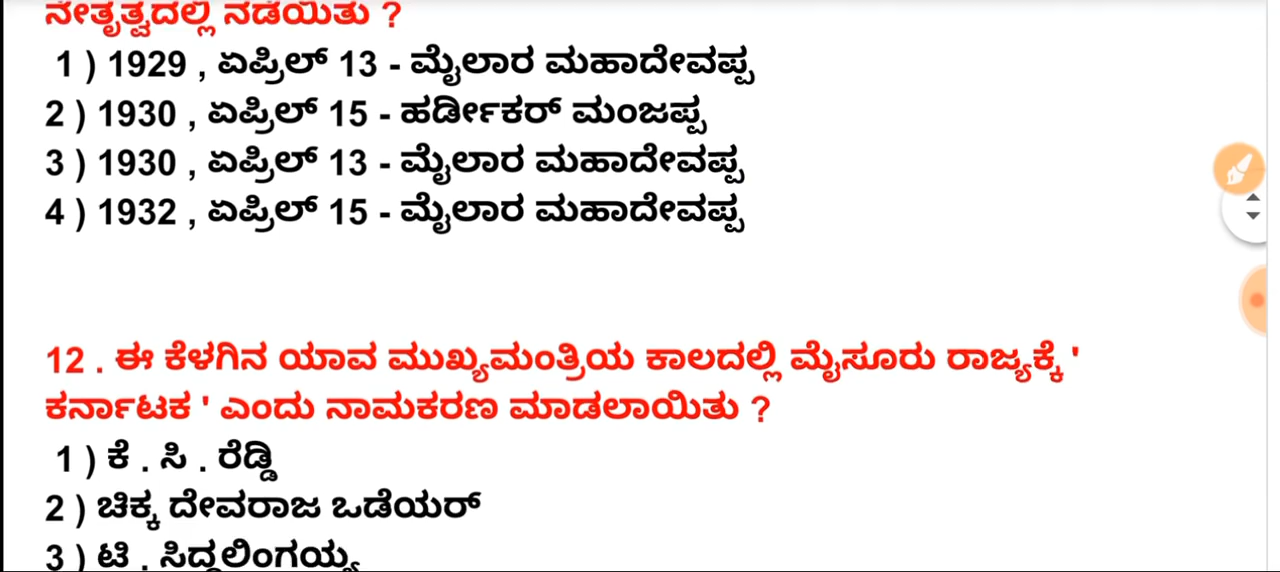 ನೇತೃತ್ವದಲ್ಲಿ ನಡೆಯಿತು ?
1 ) 1929 , ಏಪ್ರಿಲ್ 13 - ಮೈಲಾರ ಮಹಾದೇವಪ್ಪ
2 ) 1930 , ಏಪ್ರಿಲ್ 15 - ಹರ್ಡೀಕರ್ ಮಂಜಪ್ಪ
3 ) 1930 , ಏಪ್ರಿಲ್ 13 - ಮೈಲಾರ ಮಹಾದೇವಪ್ಪ
4 ) 1932 , ಏಪ್ರಿಲ್ 15 - ಮೈಲಾರ ಮಹಾದೇವಪ್ಪ
12 . ಈ ಕೆಳಗಿನ ಯಾವ ಮುಖ್ಯಮಂತ್ರಿಯ ಕಾಲದಲ್ಲಿ ಮೈಸೂರು ರಾಜ್ಯಕ್ಕೆ '
ಕರ್ನಾಟಕ ' ಎಂದು ನಾಮಕರಣ ಮಾಡಲಾಯಿತು ?
1 ) ಕೆ . ಸಿ . ರೆಡ್ಡಿ
2 ) ಚಿಕ್ಕ ದೇವರಾಜ ಒಡೆಯರ್
3 ) ಟಿ . ಸಿದ್ದಲಿಂಗಯ್ಯ